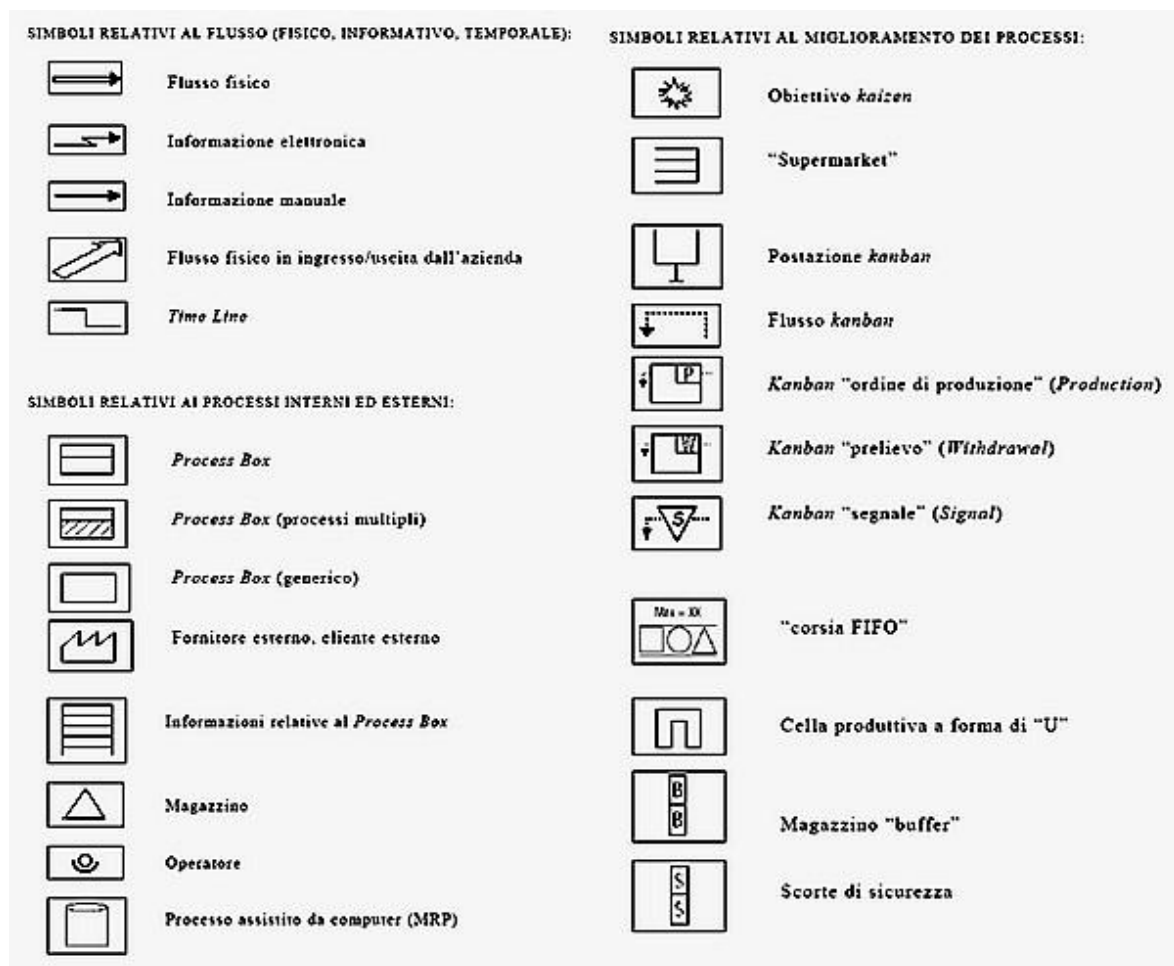 SIMBOLI RELATIVI AL FLUSSO (FISICO, INFORMATIVO, TEMPORALE):
Flusso fisico
Informazione elettronica
Informazione manuale
Flusso fisico in ingresso/uscita dall'azienda
Time Line
SIMBOLI RELATIVI AI PROCESSI INTERNI ED ESTERNI:
Process Box
Process Box (processi multipli)
Process Box (generico)
Fornitore esterno, cliente esterno
Informazioni relative al Process Box
Magazzino
Operatore
Processo assistito da computer (MRP)
SIMBOLI RELATIVI AL MIGLIORAMENTO DEI PROCESSI:
Obiettivo kaizen
"Supermarket"
Postazione kanban
Flusso kanban
P
Kanban "ordine di produzione" (Production)
W
Kanban "prelievo" (Withdrawal)
S
Kanban "segnale" (Signal)
Max = XX
"corsia FIFO"
Cella produttiva a forma di "U"
B
B
Magazzino "buffer"
S
S
Scorte di sicurezza